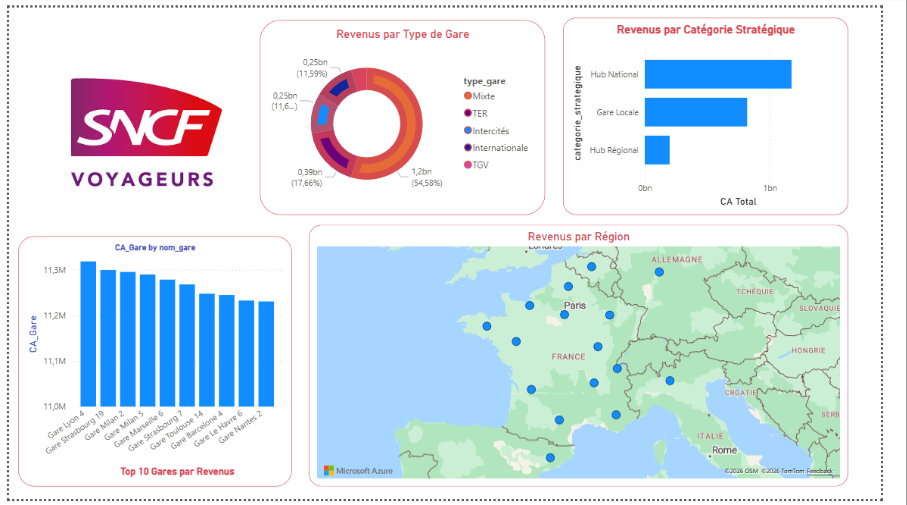 SNCF
VOYAGEURS
Revenus par Type de Gare
0,25bn
(11,59%)
0,25bn
(11,6...)
0,39bn
(17,66%)
1,2bn
(54,58%)
type_gare
Mixte
TER
Intercités
Internationale
TGV
Revenus par Catégorie Stratégique
categorie_strategique
Hub National
Gare Locale
Hub Régional
0bn
1bn
CA Total
CA_Gare by nom_gare
CA_Gare
11,3M
11,2M
11,1M
11,0M
Gare Lyon 4
Gare Strasbourg 19
Gare Milan 2
Gare Milan 5
Gare Marseille 6
Gare Strasbourg 7
Gare Toulouse 14
Gare Barcelone 4
Gare Le Havre 6
Gare Nantes 2
Top 10 Gares par Revenus
Revenus par Région
Londres
ALLEMAGNE
Paris
TCHÉQUIE
SLOVAQUIE
FRANCE
HONGRIE
CROATIE
SERB
ITALIE
Rome
Microsoft Azure
©2026 OSM ©2026 TomTom Feedback